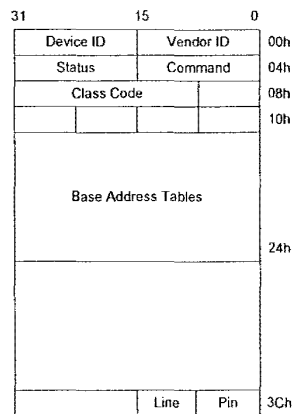 31 15 0
Device ID Vendor ID 00h
Status Command 04h
Class Code 08h
10h
Base Address Tables
24h
Line Pin 3Ch